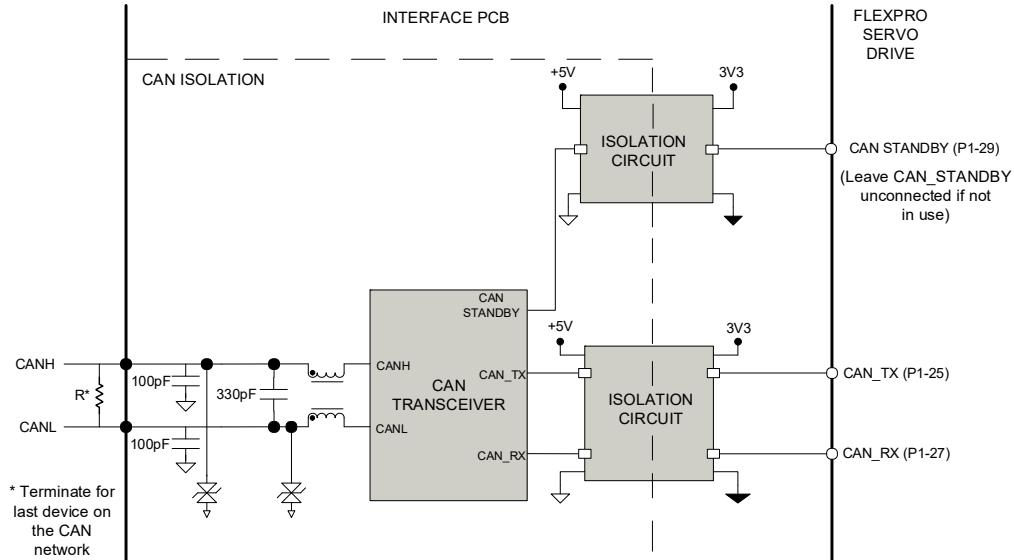 INTERFACE PCB
FLEXPRO
SERVO
DRIVE
CAN ISOLATION
+5V
3V3
ISOLATION
CIRCUIT
CAN STANDBY (P1-29)
(Leave CAN_STANDBY
unconnected if not
in use)
CAN
STANDBY
+5V
3V3
CANH
R*
CANL
100pF
100pF
330pF
CANH
CANL
CAN
TRANSCEIVER
CAN_TX
CAN_RX
ISOLATION
CIRCUIT
CAN_TX (P1-25)
CAN_RX (P1-27)
* Terminate for
last device on
the CAN
network